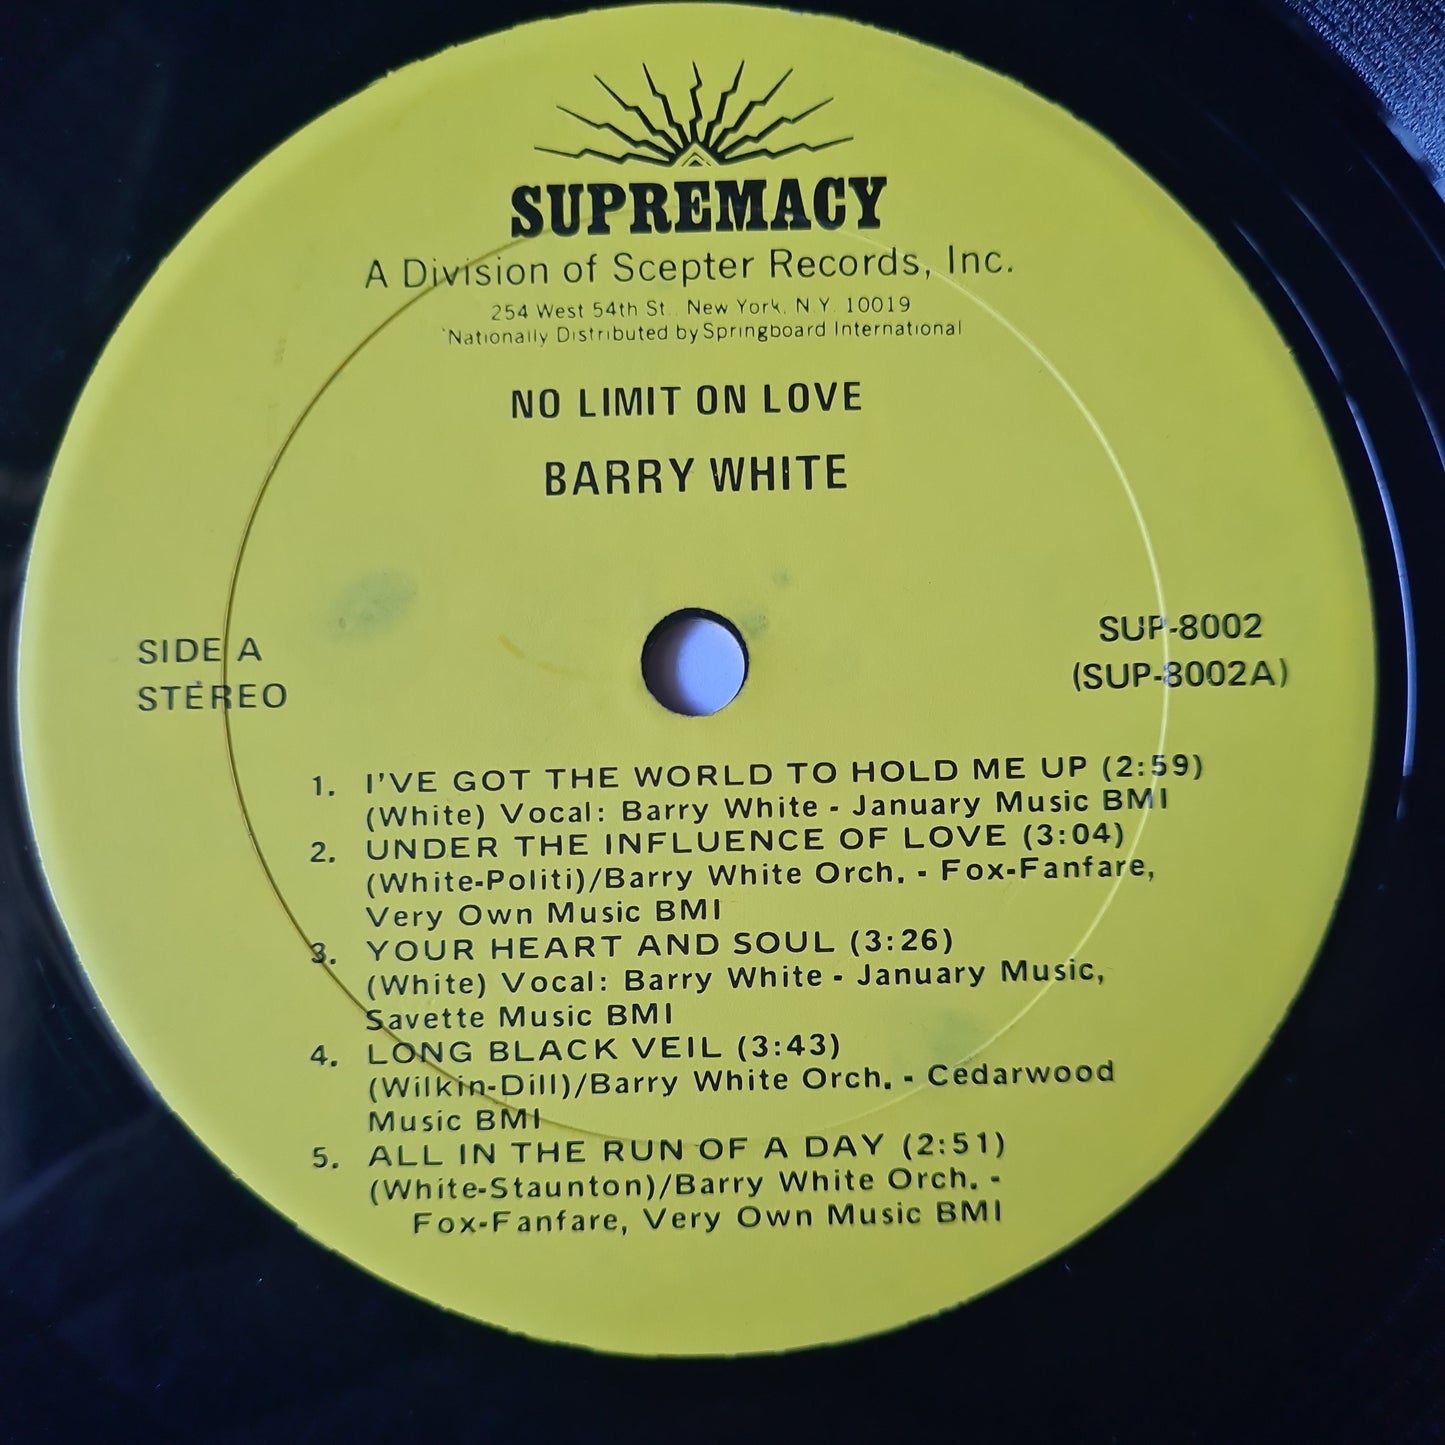 SUPREMACY
A Division of Scepter Records, Inc.
254 West 54th St., New York, N.Y. 10019
Nationally Distributed by Springboard International
NO LIMIT ON LOVE
BARRY WHITE
SIDE A
STEREO
SUP-8002
(SUP-8002A)
1. I'VE GOT THE WORLD TO HOLD ME UP (2:59)
(White) Vocal: Barry White - January Music BMI
2. UNDER THE INFLUENCE OF LOVE (3:04)
(White-Politi)/Barry White Orch. - Fox-Fanfare,
Very Own Music BMI
3. YOUR HEART AND SOUL (3:26)
(White) Vocal: Barry White - January Music,
Savette Music BMI
4. LONG BLACK VEIL (3:43)
(Wilkin-Dill)/Barry White Orch. - Cedarwood
Music BMI
5. ALL IN THE RUN OF A DAY (2:51)
(White-Staunton)/Barry White Orch. -
Fox-Fanfare, Very Own Music BMI